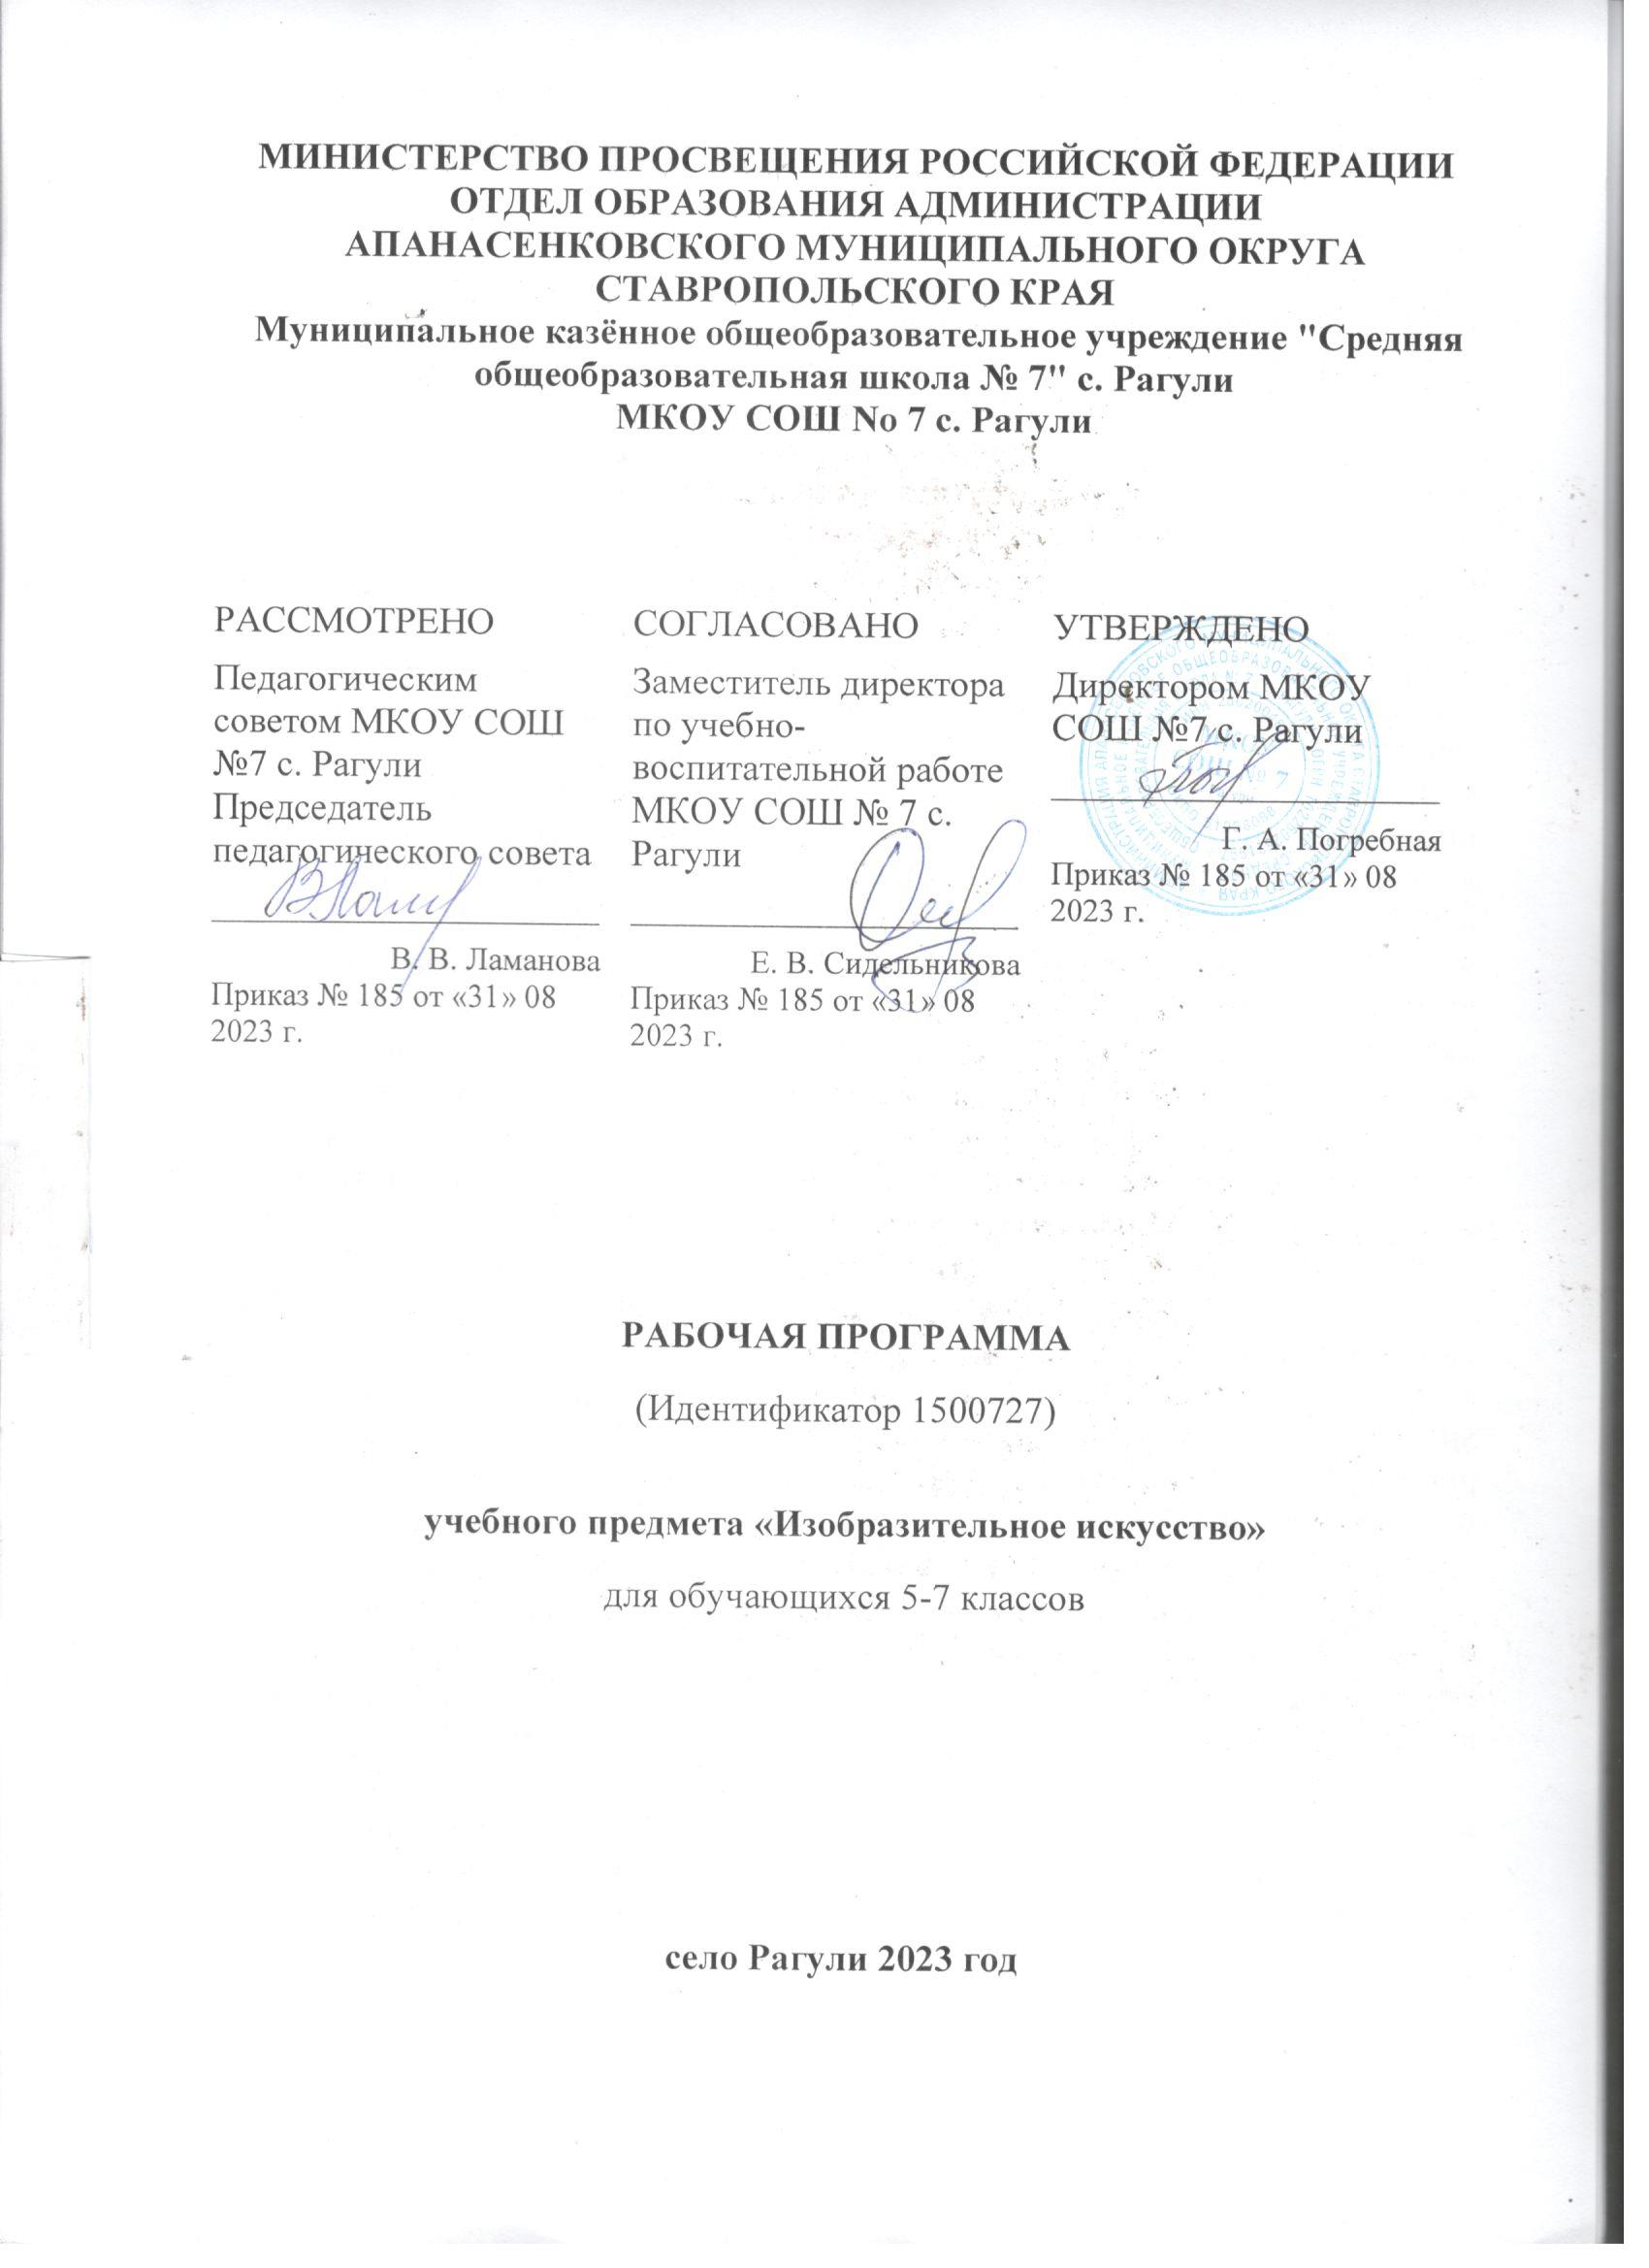 МИНИСТЕРСТВО ПРОСВЕЩЕНИЯ РОССИЙСКОЙ ФЕДЕРАЦИИ
ОТДЕЛ ОБРАЗОВАНИЯ АДМИНИСТРАЦИИ
АПАНАСЕНКОВСКОГО МУНИЦИПАЛЬНОГО ОКРУГА
СТАВРОПОЛЬСКОГО КРАЯ
Муниципальное казённое общеобразовательное учреждение "Средняя
общеобразовательная школа № 7" с. Рагули
МКОУ СОШ No 7 с. Рагули
РАССМОТРЕНО
Педагогическим
советом МКОУ СОШ
№7 с. Рагули
Председатель
педагогического совета
В. В. Ламанова
Приказ № 185 от «31» 08
2023 г.
СОГЛАСОВАНО
Заместитель директора
по учебно-
воспитательной работе
МКОУ СОШ № 7 с.
Рагули
Е. В. Сидельникова
Приказ № 185 от «31» 08
2023 г.
УТВЕРЖДЕНО
Директором МКОУ
СОШ №7 с. Рагули
Г. А. Погребная
Приказ № 185 от «31» 08
2023 г.
РАБОЧАЯ ПРОГРАММА
(Идентификатор 1500727)
учебного предмета «Изобразительное искусство»
для обучающихся 5-7 классов
село Рагули 2023 год